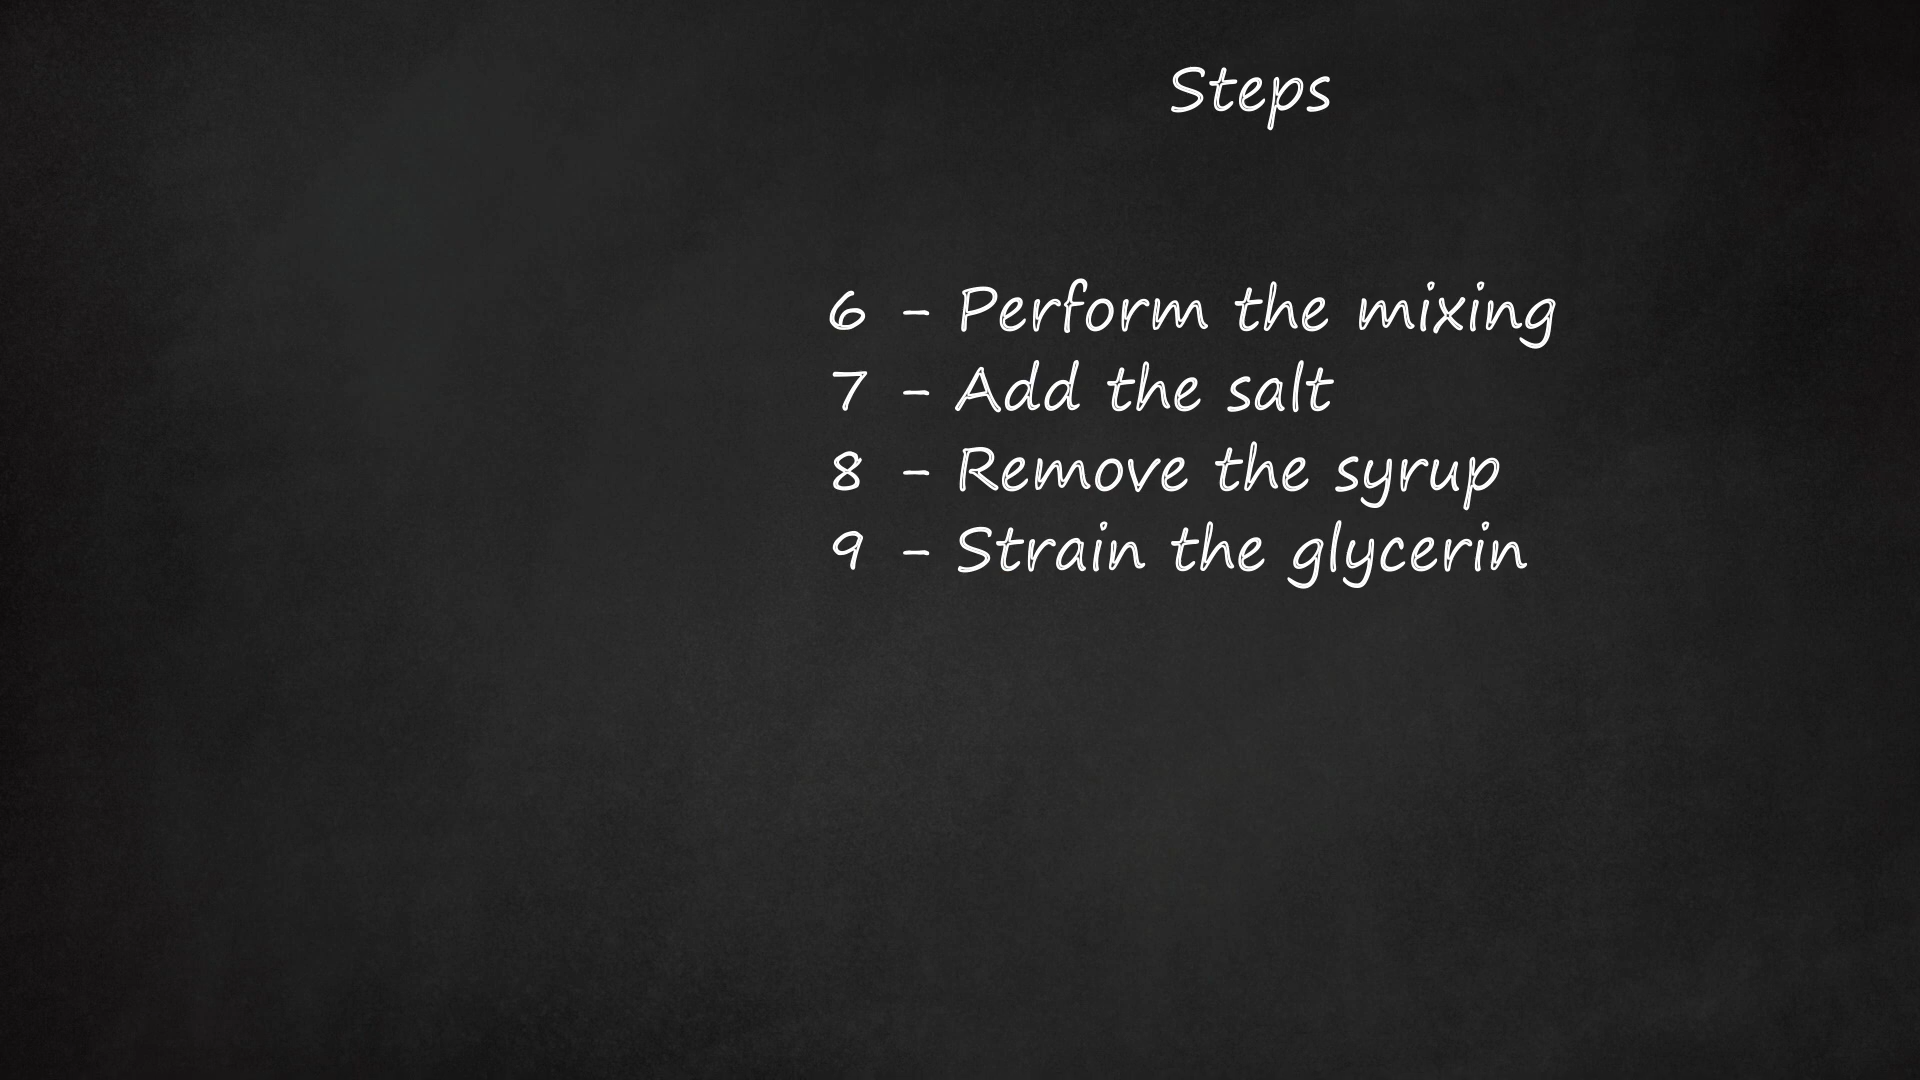 Steps
6 - Perform the mixing
7 - Add the salt
8 - Remove the syrup
9 - Strain the glycerin